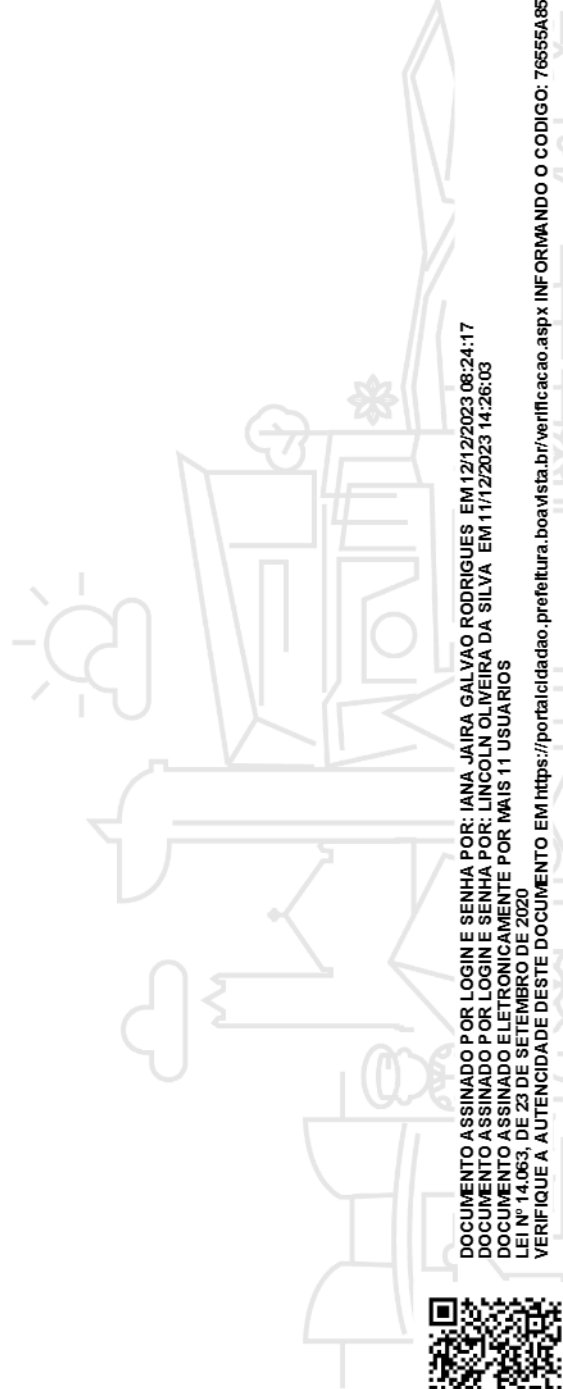 DOCUMENTO ASSINADO POR LOGIN E SENHA POR: IANA JAIRA GALVAO RODRIGUES EM 12/12/2023 08:24:17
DOCUMENTO ASSINADO POR LOGIN E SENHA POR: LINCOLN OLIVEIRA DA SILVA EM 11/12/2023 14:26:03
DOCUMENTO ASSINADO ELETRONICAMENTE POR MAIS 11 USUARIOS
LEI Nº 14.063, DE 23 DE SETEMBRO DE 2020
VERIFIQUE A AUTENCIDADE DESTE DOCUMENTO EM https://portalcidadao.prefeitura.boavista.br/verificacao.aspx INFORMANDO O CODIGO: 76555A85